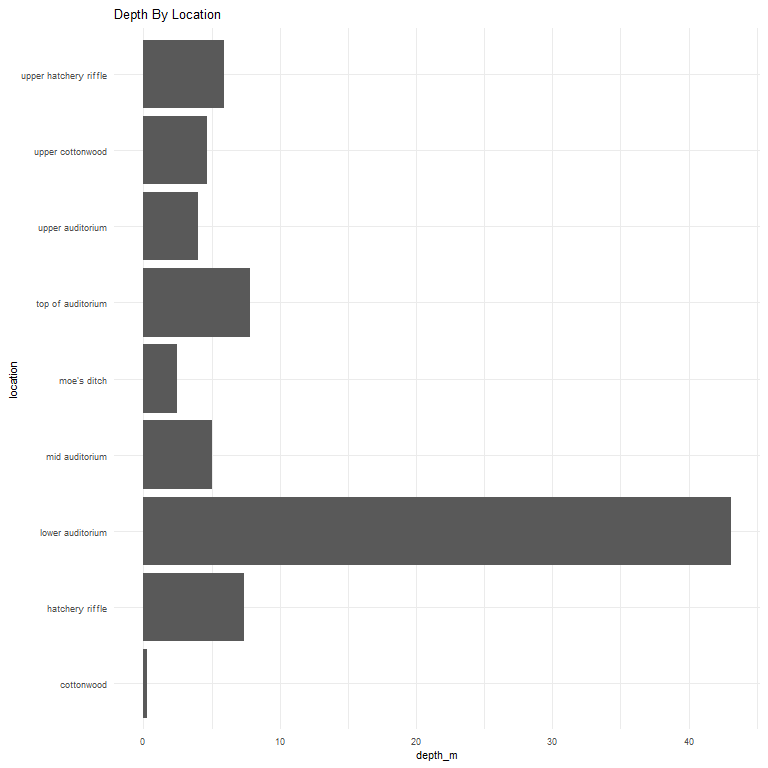 Depth By Location
upper hatchery riffle
upper cottonwood
upper auditorium
top of auditorium
moe's ditch
mid auditorium
lower auditorium
hatchery riffle
cottonwood
location
0 10 20 30 40
depth_m